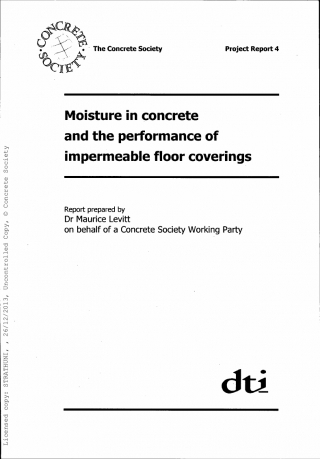 CONCRETE
SOCIETY
The Concrete Society
Project Report 4
Moisture in concrete
and the performance of
impermeable floor coverings
Report prepared by
Dr Maurice Levitt
on behalf of a Concrete Society Working Party
dti
Licensed copy: STRATHUNI, , 26/12/2013, Uncontrolled Copy, © Concrete Society